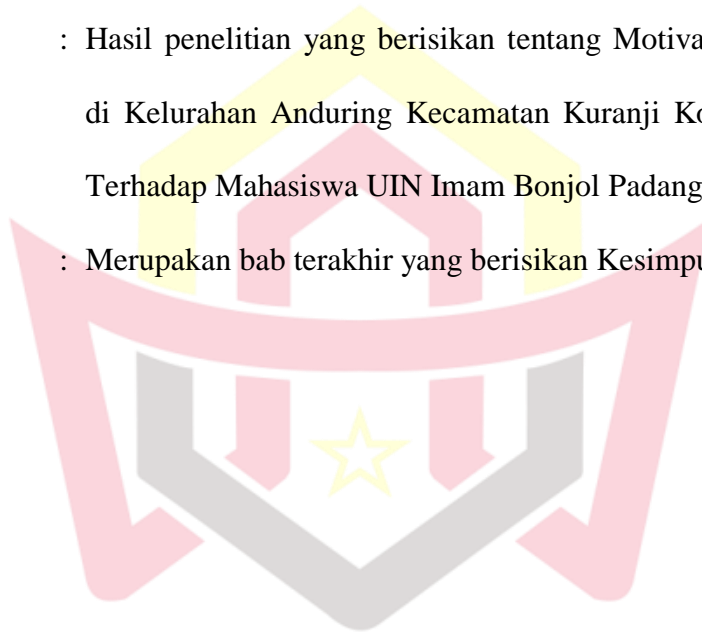 : Hasil penelitian yang berisikan tentang Motiva
di Kelurahan Anduring Kecamatan Kuranji Ko
Terhadap Mahasiswa UIN Imam Bonjol Padang
: Merupakan bab terakhir yang berisikan Kesimpu